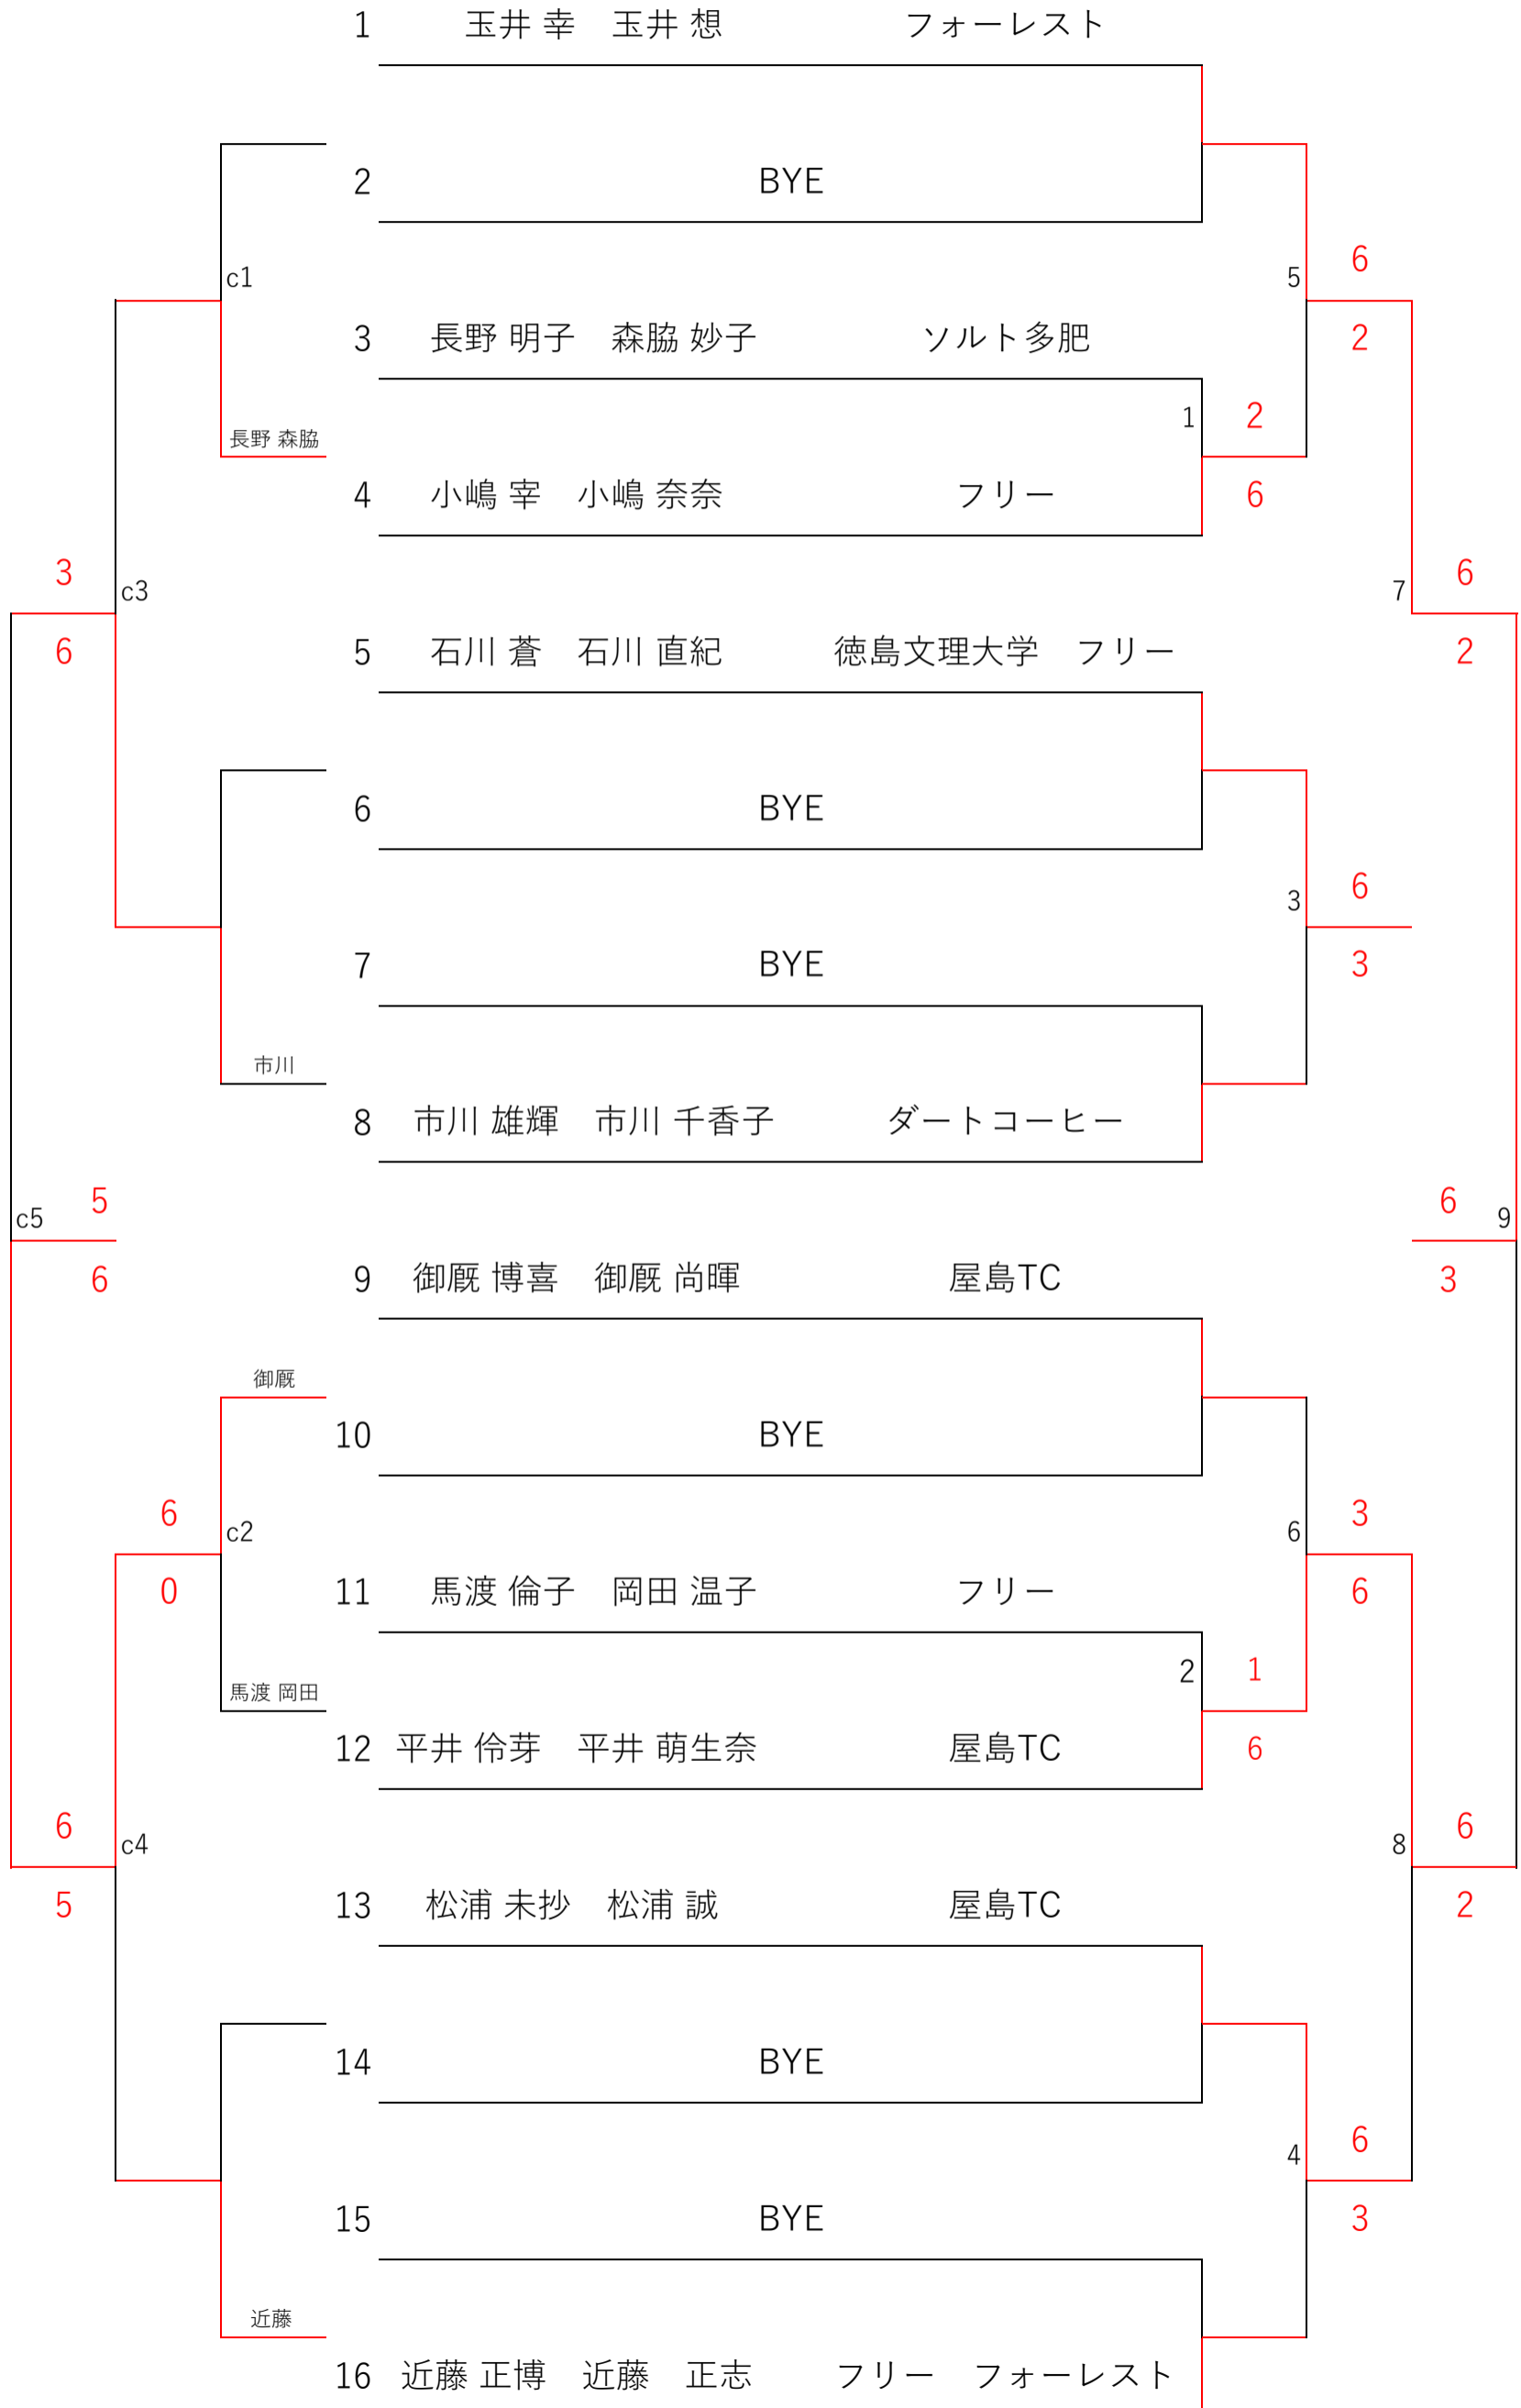 1 玉井 幸 玉井 想 フォーレスト
2 BYE
c1 5 6
3 長野 明子 森脇 妙子 ソルト多肥 2
1 2
長野 森脇
4 小嶋 宰 小嶋 奈奈 フリー 6
3 c3 7 6
6 5 石川 蒼 石川 直紀 徳島文理大学 フリー 2
6 BYE
3 6
7 BYE 3
市川
8 市川 雄輝 市川 千香子 ダートコーヒー
c5 5 6 9
6 9 御厩 博喜 御厩 尚暉 屋島TC 3
御厩
10 BYE
6 c2 6 3
0 11 馬渡 倫子 岡田 温子 フリー 6
2 1
馬渡 岡田
12 平井 伶芽 平井 萌生奈 屋島TC 6
6 c4 8 6
5 13 松浦 未抄 松浦 誠 屋島TC 2
14 BYE
4 6
15 BYE 3
近藤
16 近藤 正博 近藤 正志 フリー フォーレスト